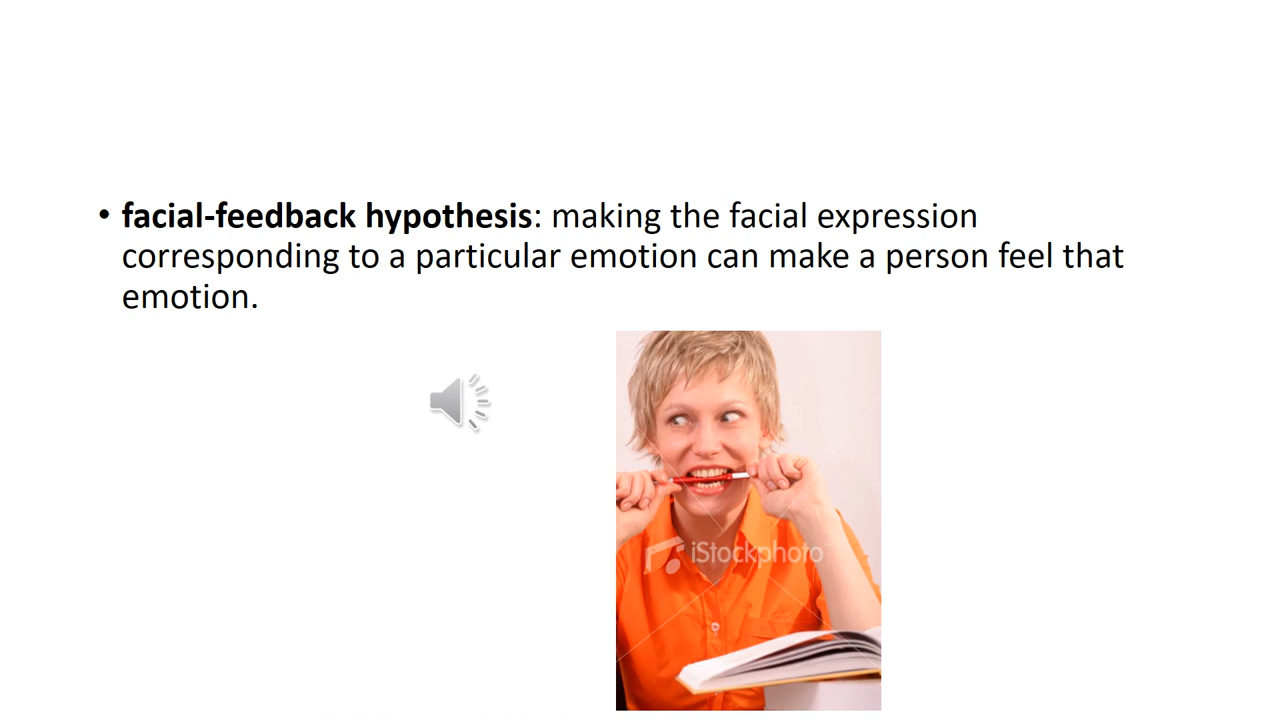 • facial-feedback hypothesis: making the facial expression
corresponding to a particular emotion can make a person feel that
emotion.
iStockphoto